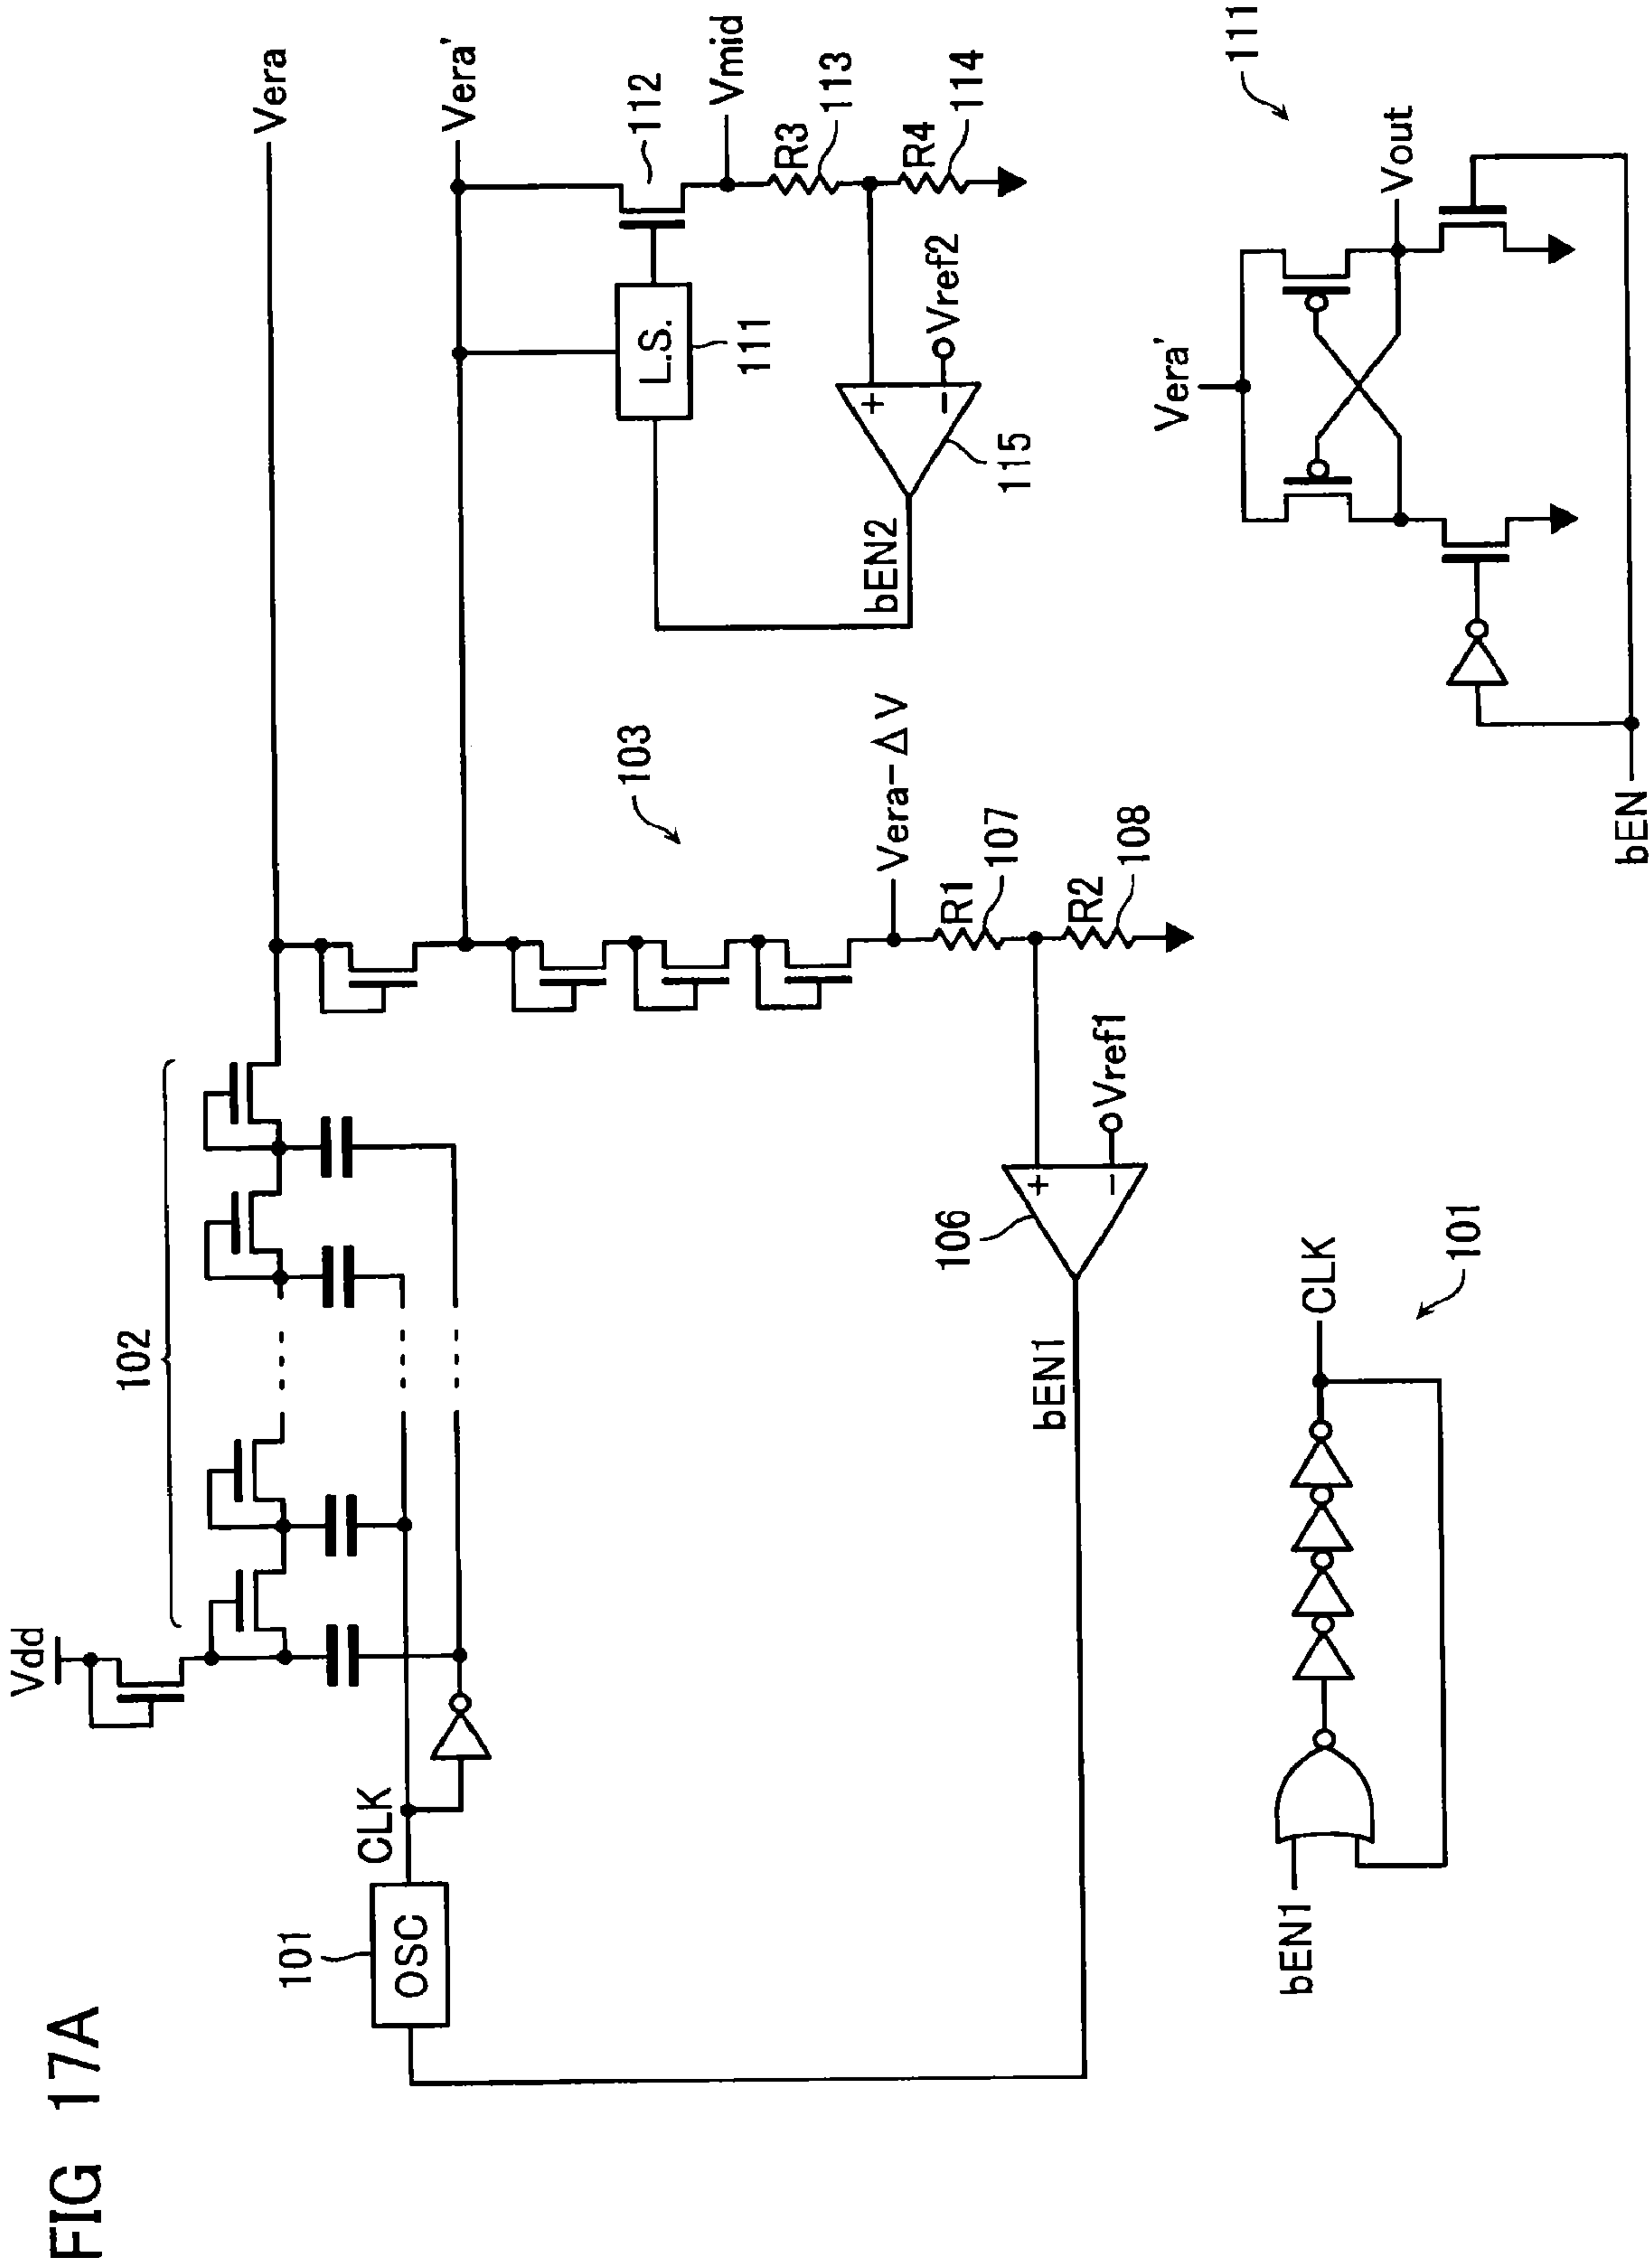 FIG 17A
Vdd
102
Vera
Vera'
101
OSC
CLK
103
Vera-ΔV
R1
107
R2
108
106
+
-
Vref1
bEN1
L.S.
111
112
Vmid
R3
113
R4
114
115
+
-
Vref2
bEN2
bEN1
CLK
101
bEN
Vera'
Vout
111